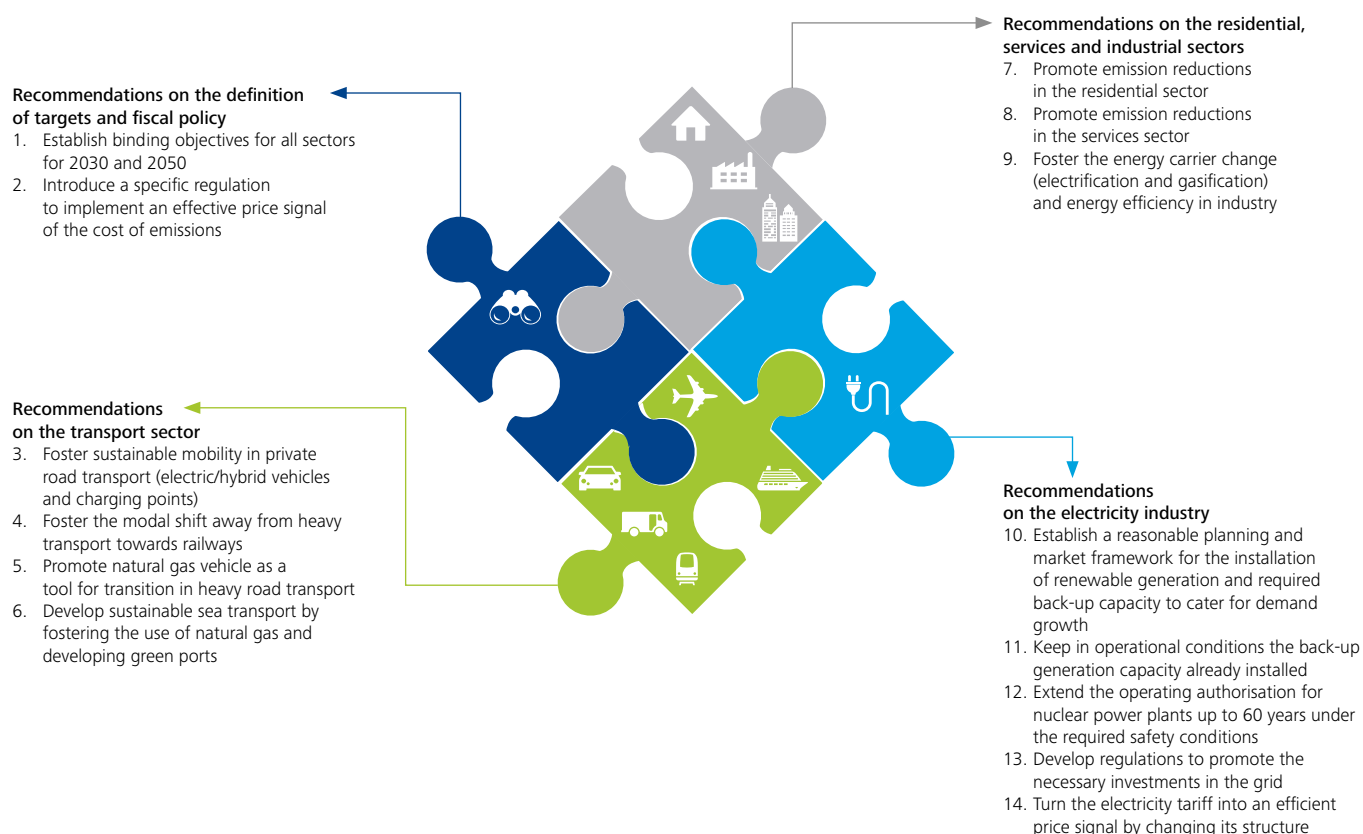 Recommendations on the definition
of targets and fiscal policy
1. Establish binding objectives for all sectors
for 2030 and 2050
2. Introduce a specific regulation
to implement an effective price signal
of the cost of emissions
Recommendations
on the transport sector
3. Foster sustainable mobility in private
road transport (electric/hybrid vehicles
and charging points)
4. Foster the modal shift away from heavy
transport towards railways
5. Promote natural gas vehicle as a
tool for transition in heavy road transport
6. Develop sustainable sea transport by
fostering the use of natural gas and
developing green ports
Recommendations on the residential,
services and industrial sectors
7. Promote emission reductions
in the residential sector
8. Promote emission reductions
in the services sector
9. Foster the energy carrier change
(electrification and gasification)
and energy efficiency in industry
Recommendations
on the electricity industry
10. Establish a reasonable planning and
market framework for the installation
of renewable generation and required
back-up capacity to cater for demand
growth
11. Keep in operational conditions the back-up
generation capacity already installed
12. Extend the operating authorisation for
nuclear power plants up to 60 years under
the required safety conditions
13. Develop regulations to promote the
necessary investments in the grid
14. Turn the electricity tariff into an efficient
price signal by changing its structure